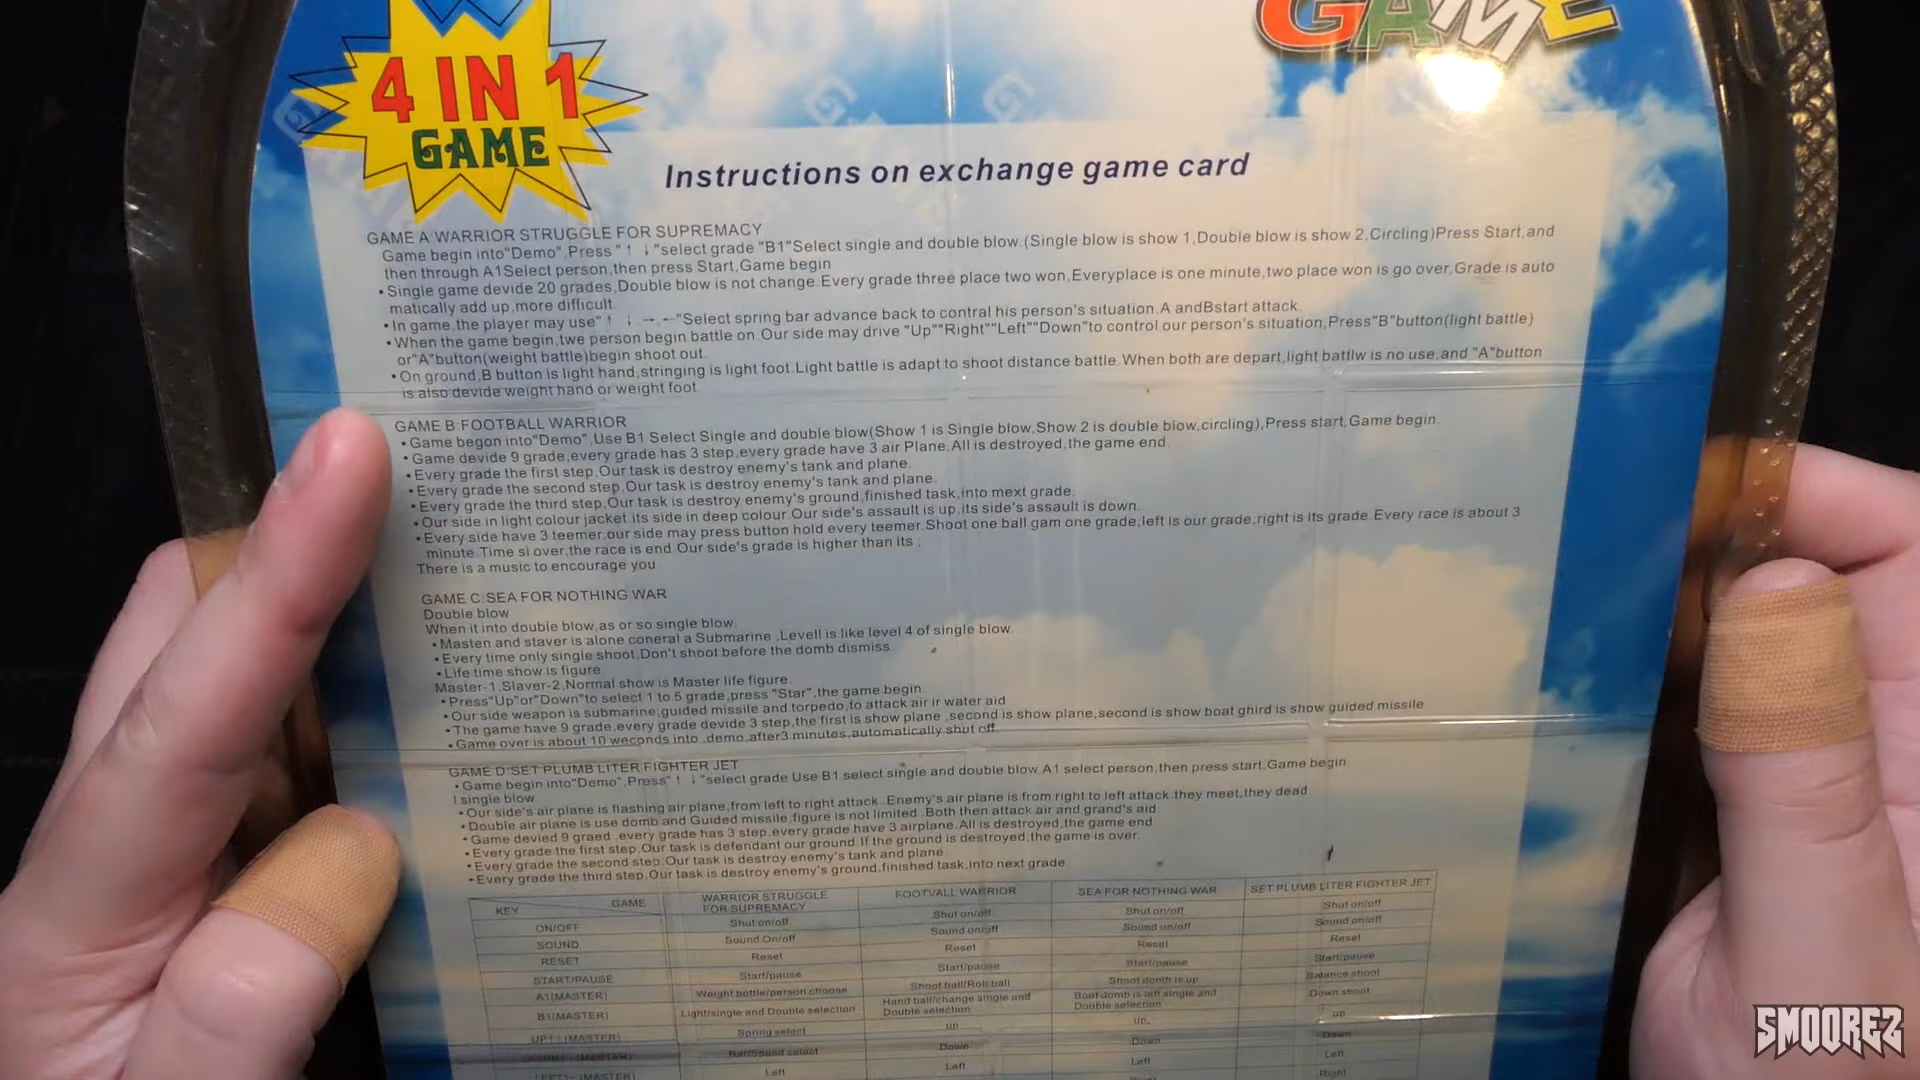 GAME
4 IN 1
GAME
Instructions on exchange game card
GAME A:WARRIOR STRUGGLE FOR SUPREMACY
Game begin into"Demo",Press "↑ ↓"select grade "B1"Select single and double blow.(Single blow is show 1,Double blow is show 2,Circling)Press Start,and
then through A1Select person,then press Start,Game begin
•Single game devide 20 grades,Double blow is not change.Every grade three place two won,Everyplace is one minute,two place won is go over,Grade is auto
matically add up,more difficult.
•In game,the player may use"↑ ↓ →←"Select spring bar advance back to contral his person's situation.A andBstart attack.
•When the game begin,twe person begin battle on.Our side may drive "Up""Right""Left""Down"to control our person's situation,Press"B"button(light battle)
or"A"button(weight battle)begin shoot out.
•On ground,B button is light hand,stringing is light foot.Light battle is adapt to shoot distance battle.When both are depart,light battlw is no use,and "A"button
is also devide weight hand or weight foot
GAME B:FOOTBALL WARRIOR
•Game begon into"Demo",Use B1 Select Single and double blow(Show 1 is Single blow,Show 2 is double blow,circling),Press start,Game begin.
•Game devide 9 grade,every grade has 3 step,every grade have 3 air Plane.All is destroyed,the game end.
•Every grade the first step,Our task is destroy enemy's tank and plane.
•Every grade the second step,Our task is destroy enemy's tank and plane.
•Every grade the third step,Our task is destroy enemy's ground,finished task,into mext grade.
•Our side in light colour jacket its side in deep colour.Our side's assault is up,its side's assault is down.
•Every side have 3 teemer,our side may press button hold every teemer.Shoot one ball gam one grade,left is our grade,right is its grade.Every race is about 3
minute.Time si over,the race is end.Our side's grade is higher than its ;
There is a music to encourage you.
GAME C:SEA FOR NOTHING WAR
Double blow
When it into double blow,as or so single blow.
•Masten and staver is alone coneral a Submarine ,Levell is like level 4 of single blow.
•Every time only single shoot,Don't shoot before the domb dismiss.
•Life time show is figure.
Master-1,Slaver-2,Normal show is Master life figure.
•Press"Up"or"Down"to select 1 to 5 grade,press "Star",the game begin.
•Our side weapon is submarine,guided missile and torpedo,to attack air ir water aid
•The game have 9 grade,every grade devide 3 step,the first is show plane ,second is show plane,second is show boat ghird is show guided missile
•Game over is about 10 weconds into ,demo,after3 minutes,automatically shut off.
GAME D:SET PLUMB LITER FIGHTER JET
•Game begin into"Demo",Press"↑ ↓"select grade Use B1 select single and double blow.A1 select person,then press start,Game begin.
I single blow
•Our side's air plane is flashing air plane,from left to right attack .Enemy's air plane is from right to left attack.they meet,they dead.
•Double air plane is use domb and Guided missile,figure is not limited .Both then attack air and grand's aid.
•Game devied 9 graed ,every grade has 3 step,every grade have 3 airplane.All is destroyed,the game end
•Every grade the first step,Our task is defendant our ground.If the ground is destroyed,the game is over.
•Every grade the second step,Our task is destroy enemy's tank and plane
•Every grade the third step,Our task is destroy enemy's ground,finished task,into next grade
KEY GAME WARRIOR STRUGGLE FOR SUPREMACY FOOTVALL WARRIOR SEA FOR NOTHING WAR SET PLUMB LITER FIGHTER JET
ON/OFF Shut on/off Shut on/off Shut on/off Shut on/off
SOUND Sound On/off Sound on/off Sound on/off Sound on/off
RESET Reset Reset Reset Reset
START/PAUSE Start/pause Start/pause Start/pause Start/pause
A1(MASTER) Weight battle/person choose Shoot ball/Rob ball Shoot domb is up Balance shoot
B1(MASTER) Light/single and Double selection Hand ball/change single and Double selection Boat domb is left single and Double selection Down shoot
UP1 (MASTER) Spring select up up up
(MASTER) Bar/Spend select Down Down Down
LEFT1← (MASTER) Left Left Left Left
Right
SMOOREZ